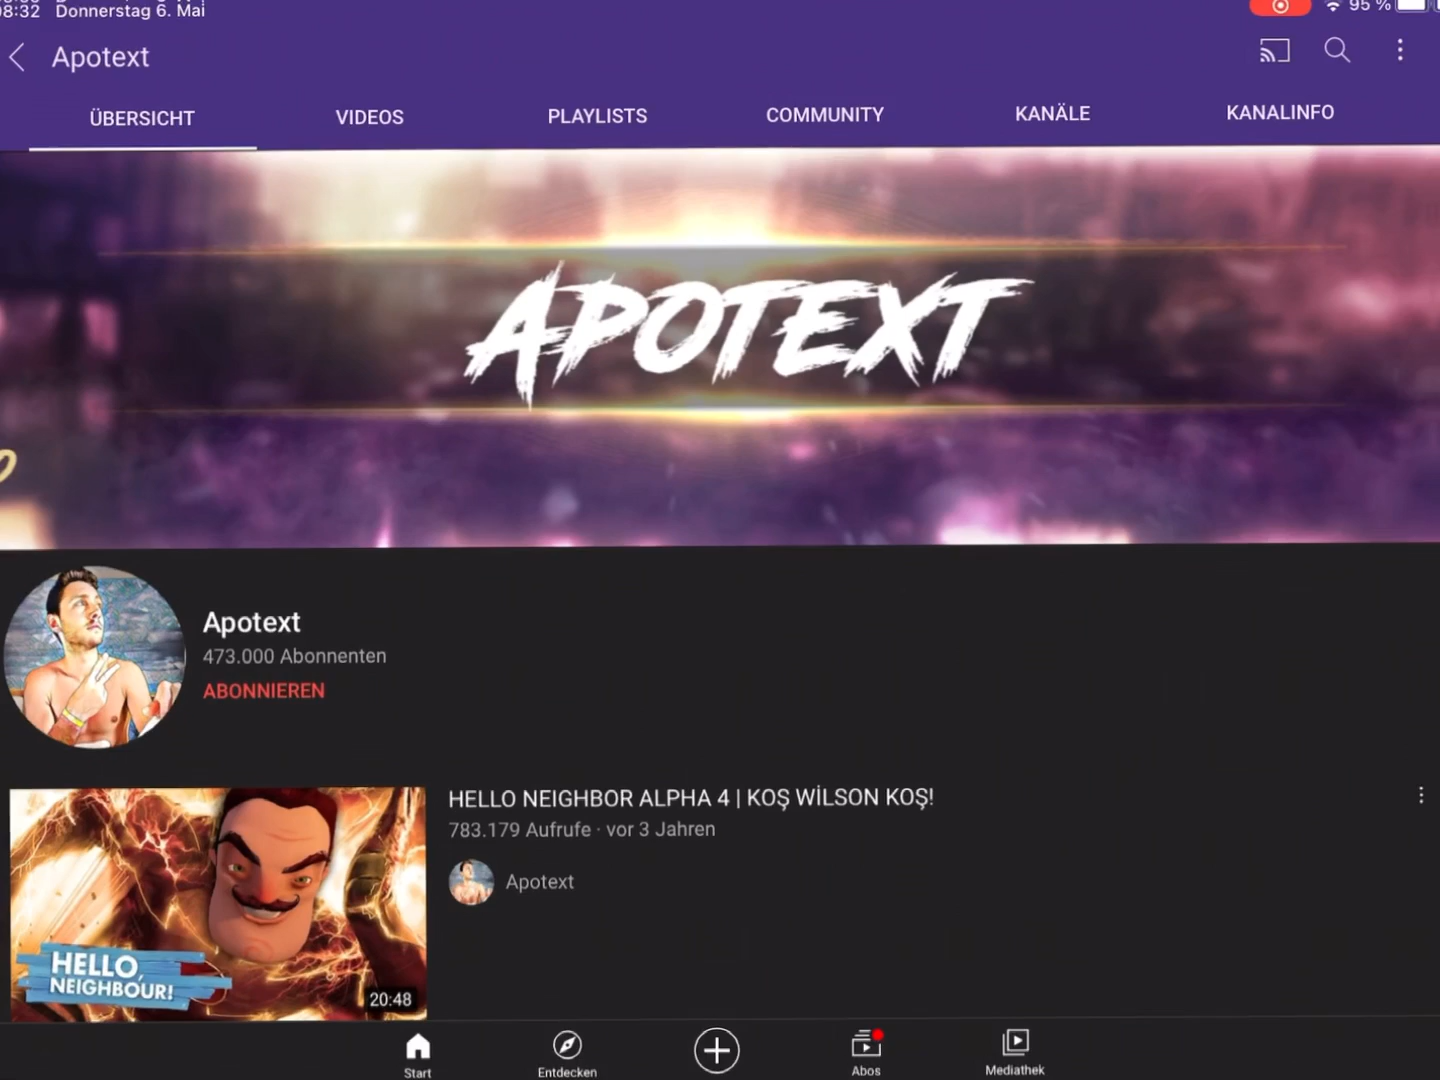 08:32 Donnerstag 6. Mai
95 %
Apotext
ÜBERSICHT
VIDEOS
PLAYLISTS
COMMUNITY
KANÄLE
KANALINFO
APOTEXT
Apotext
473.000 Abonnenten
ABONNIEREN
HELLO NEIGHBOR ALPHA 4 | KOŞ WİLSON KOŞ!
783.179 Aufrufe · vor 3 Jahren
Apotext
HELLO,
NEIGHBOUR!
20:48
Start
Entdecken
Abos
Mediathek